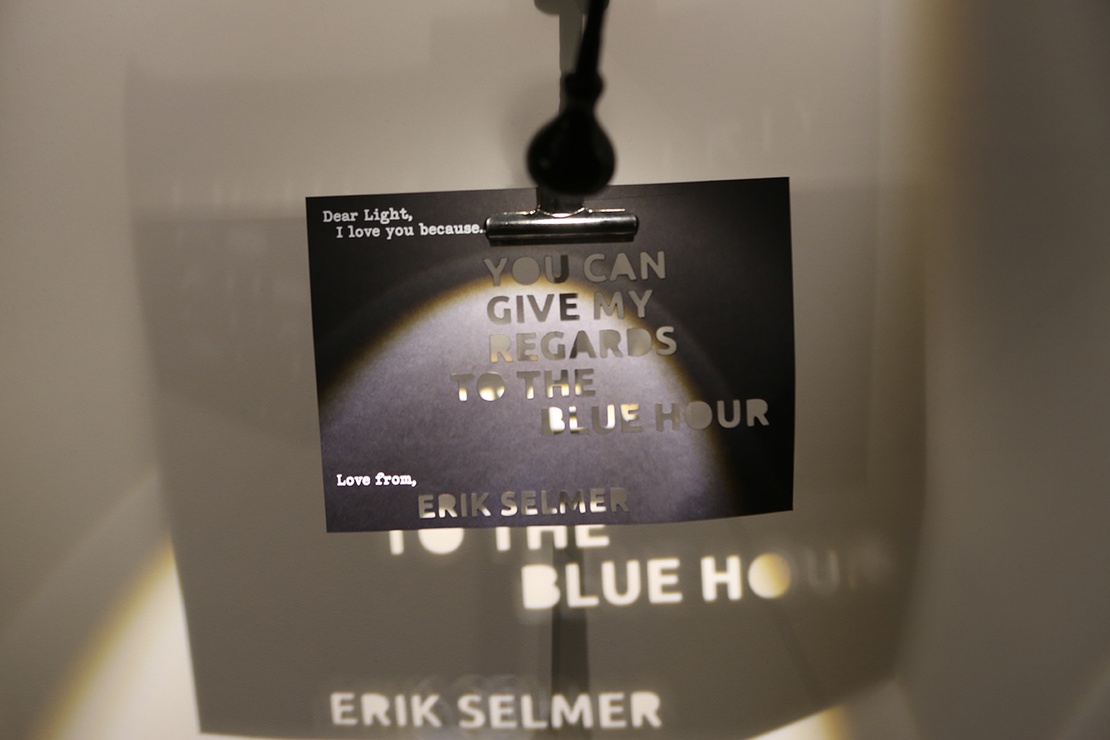 Dear Light,
I love you because.
YOU CAN
GIVE MY
REGARDS
TO THE
BLUE HOUR
Love from,
ERIK SELMER
TO THE
BLUE HOUR
ERIK SELMER